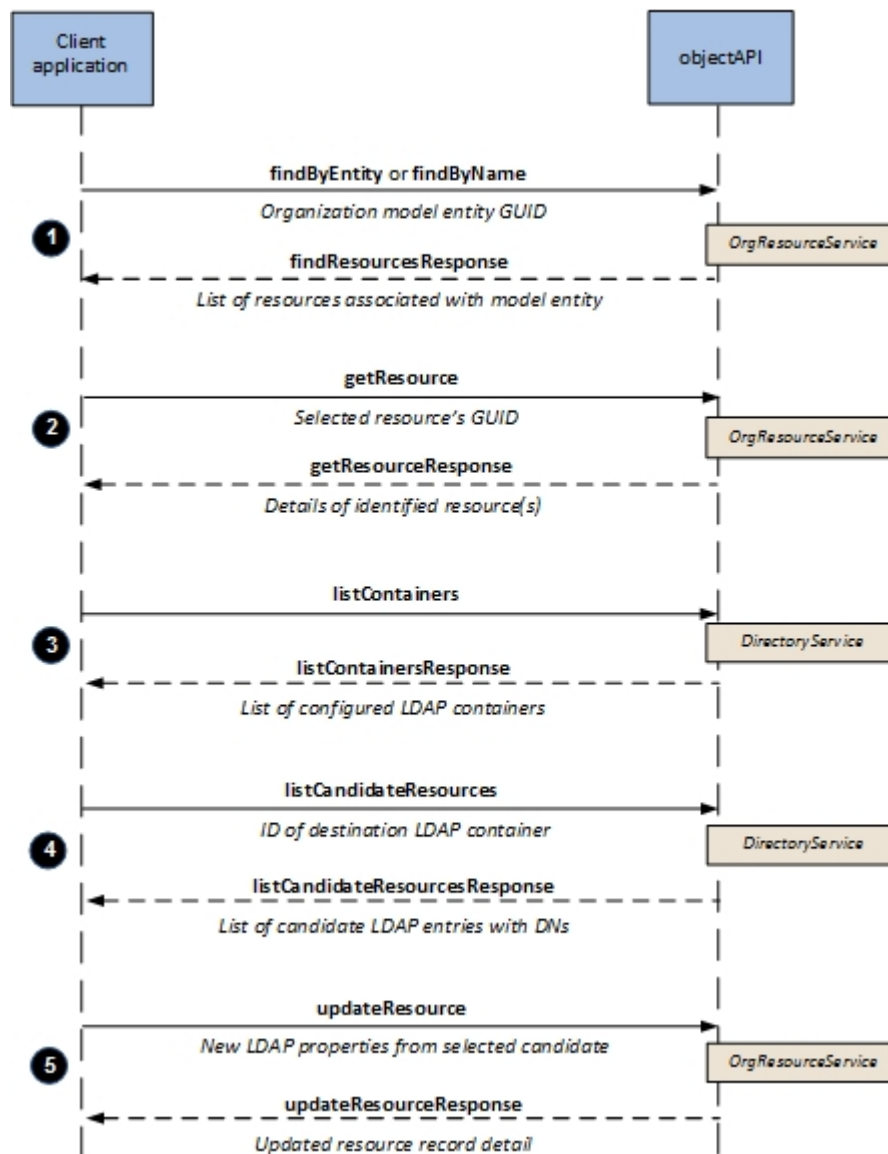 Client
application
objectAPI
findByEntity or findByName
Organization model entity GUID
1
OrgResourceService
findResourcesResponse
List of resources associated with model entity
getResource
Selected resource's GUID
2
OrgResourceService
getResourceResponse
Details of identified resource(s)
listContainers
3
DirectoryService
listContainersResponse
List of configured LDAP containers
listCandidateResources
ID of destination LDAP container
4
DirectoryService
listCandidateResourcesResponse
List of candidate LDAP entries with DNs
updateResource
New LDAP properties from selected candidate
5
OrgResourceService
updateResourceResponse
Updated resource record detail